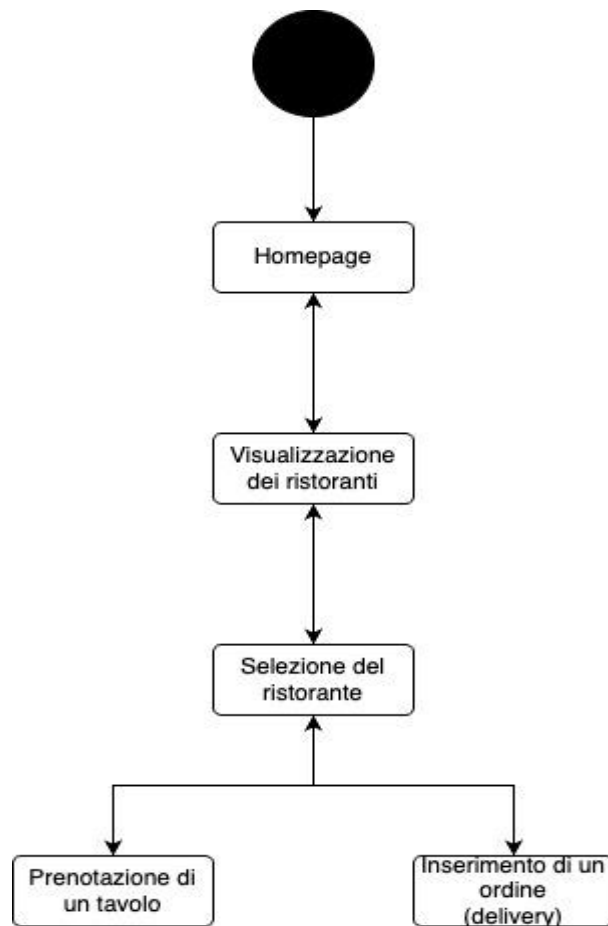 Homepage
Visualizzazione
dei ristoranti
Selezione del
ristorante
Prenotazione di
un tavolo
Inserimento di un
ordine
(delivery)